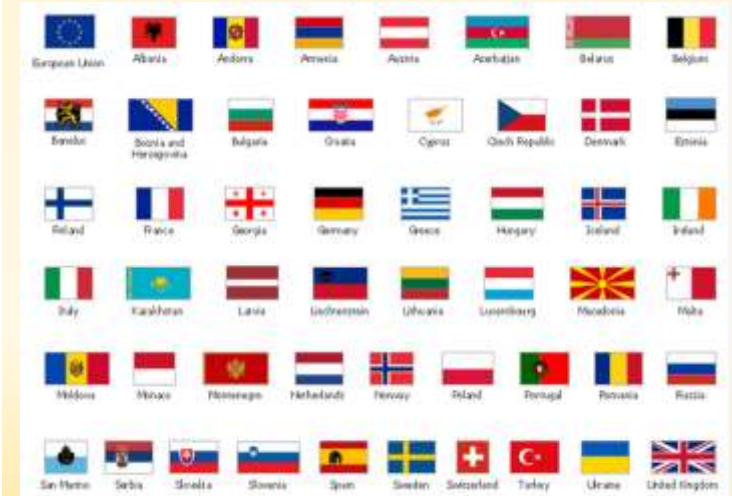 European Union Albania Andorra Armenia Austria Azerbaijan Belarus Belgium
Benelux Bosnia and Herzegovina Bulgaria Croatia Cyprus Czech Republic Denmark Estonia
Finland France Georgia Germany Greece Hungary Iceland Ireland
Italy Kazakhstan Latvia Liechtenstein Lithuania Luxembourg Macedonia Malta
Moldova Monaco Montenegro Netherlands Norway Poland Portugal Romania Russia
San Marino Serbia Slovakia Slovenia Spain Sweden Switzerland Turkey Ukraine United Kingdom